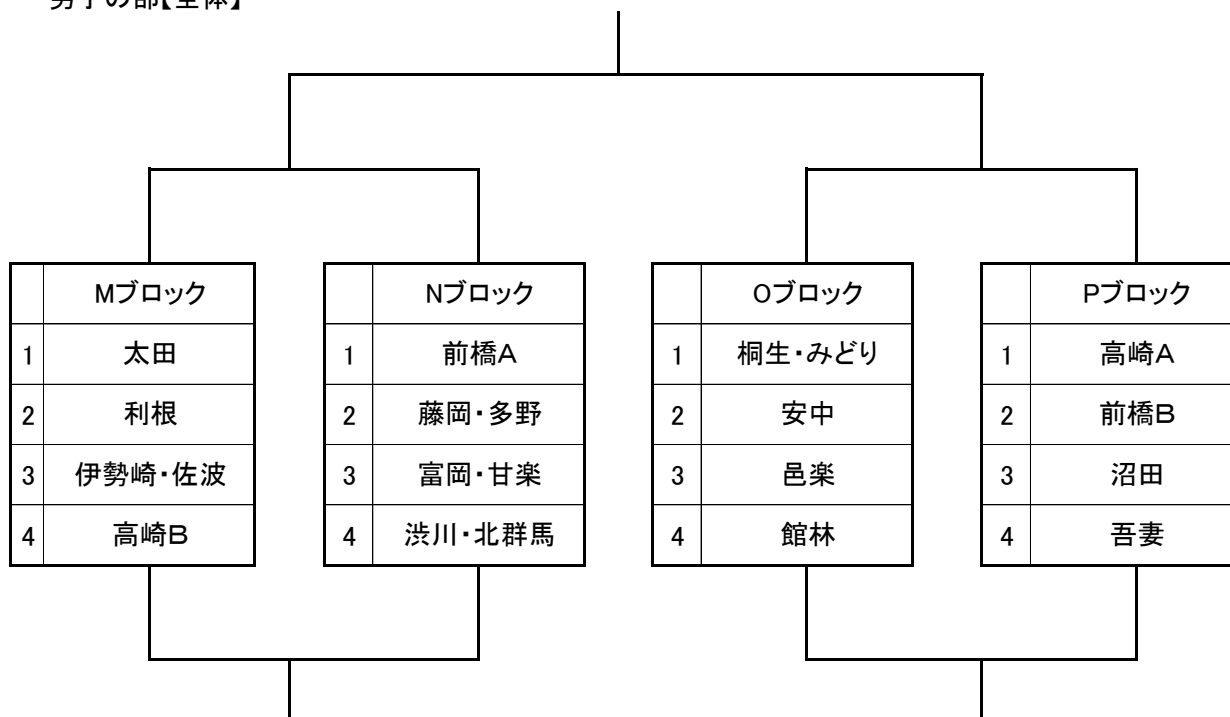 男子の部【全体】
Mブロック
1 太田
2 利根
3 伊勢崎・佐波
4 高崎B
Nブロック
1 前橋A
2 藤岡・多野
3 富岡・甘楽
4 渋川・北群馬
Oブロック
1 桐生・みどり
2 安中
3 邑楽
4 館林
Pブロック
1 高崎A
2 前橋B
3 沼田
4 吾妻